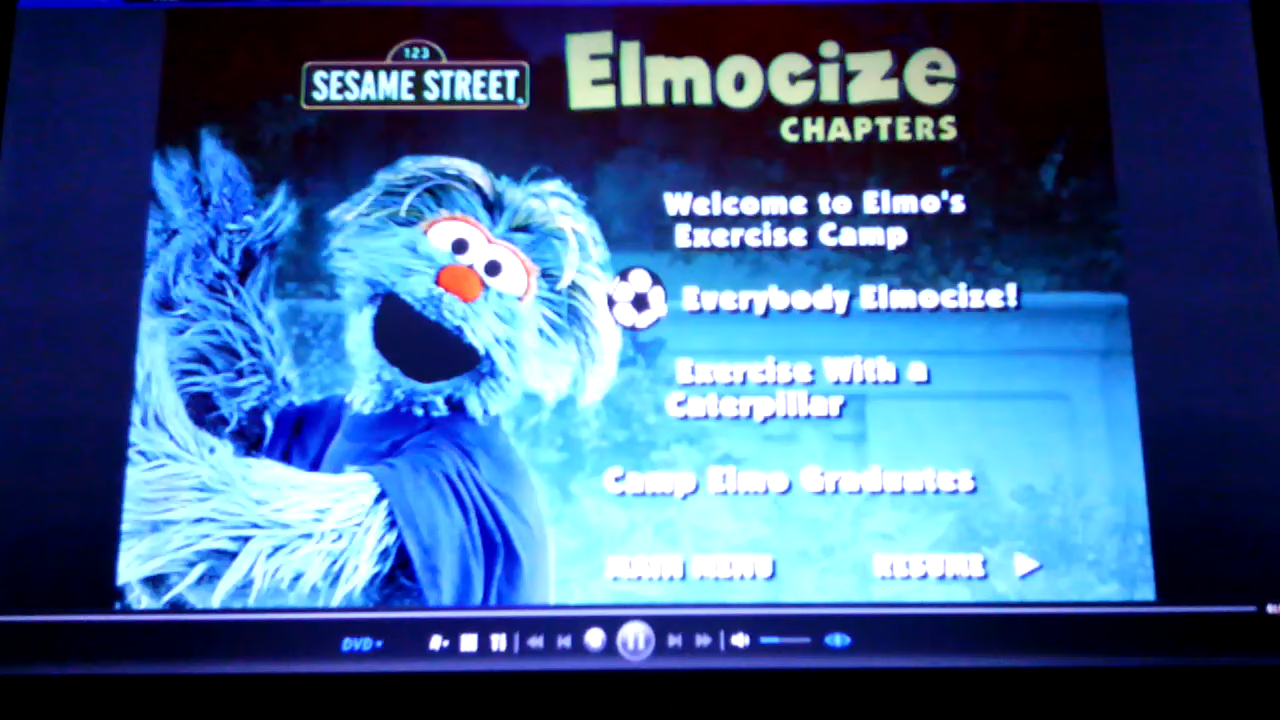 123
SESAME STREET
Elmocize
CHAPTERS
Welcome to Elmo's
Exercise Camp
Everybody Elmocize!
Exercise With a
Caterpillar
Camp Elmo Graduates
MAIN MENU
RESUME
DVD